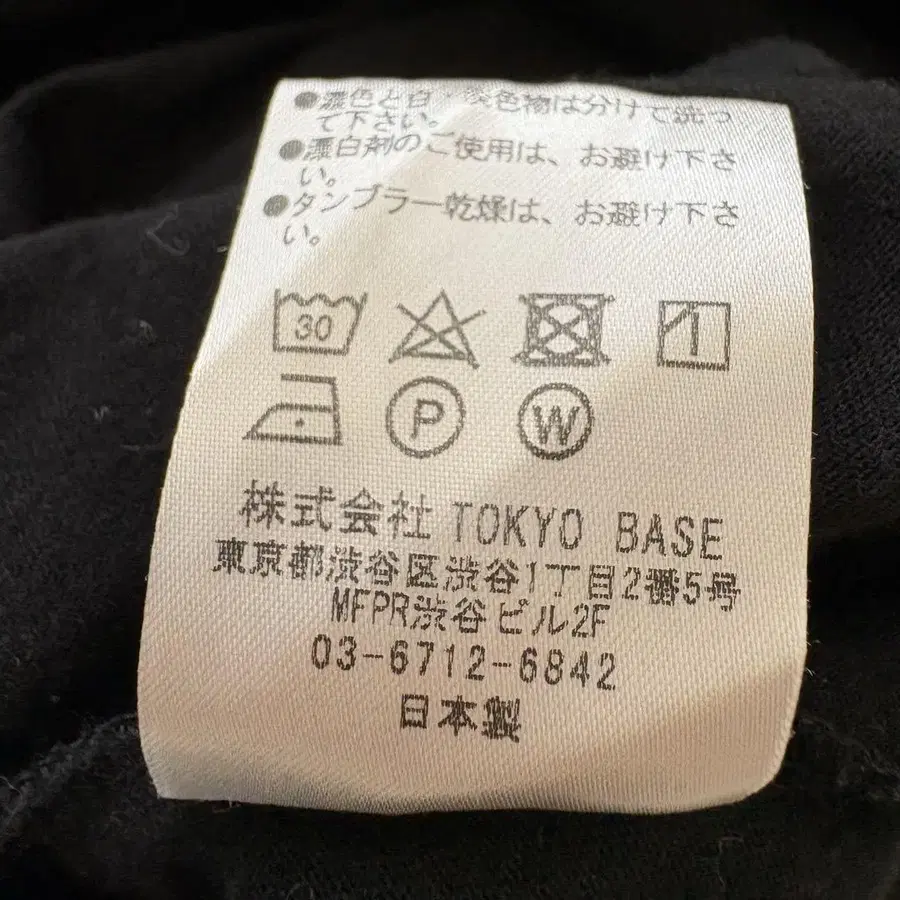 ●濃色と白・淡色物は分けて洗っ
て下さい。
●漂白剤のご使用は、お避け下さ
い。
●タンブラー乾燥は、お避け下さ
い。
30
P W
株式会社 TOKYO BASE
東京都渋谷区渋谷1丁目2番5号
MFPR渋谷ビル2F
03-6712-6842
日本製